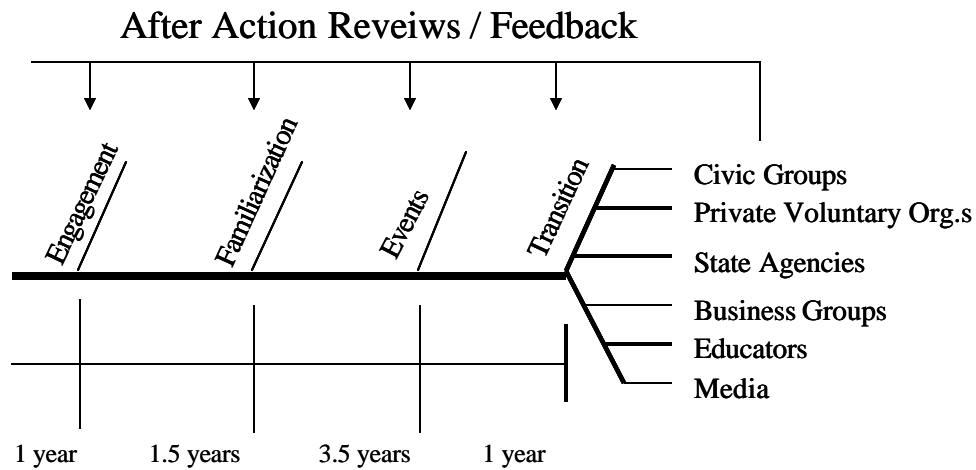 After Action Reveiws / Feedback
Engagement
Familiarization
Events
Transition
Civic Groups
Private Voluntary Org.s
State Agencies
Business Groups
Educators
Media
1 year
1.5 years
3.5 years
1 year